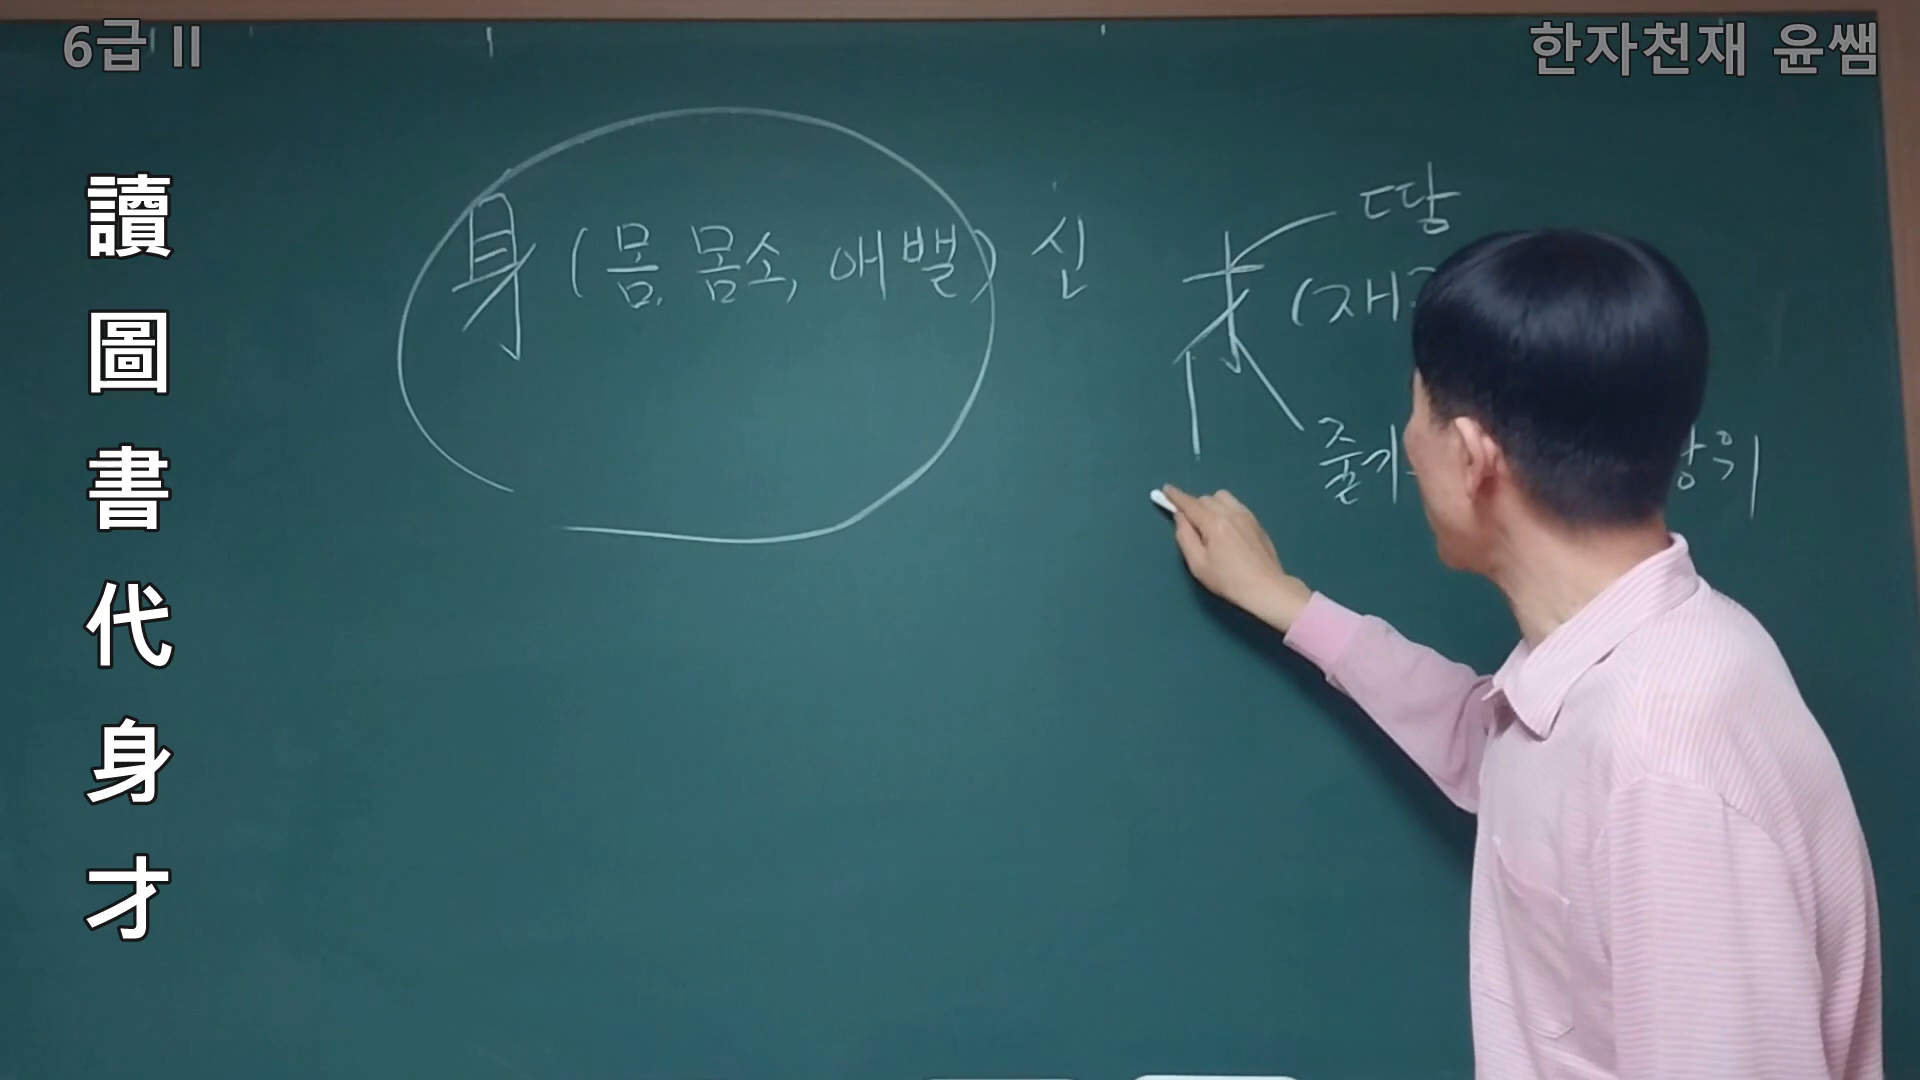 6급 II
한자천재 윤쌤
讀
圖
書
代
身
才
身 (몸, 몸소, 애밸) 신
땅
才 (재
줄기